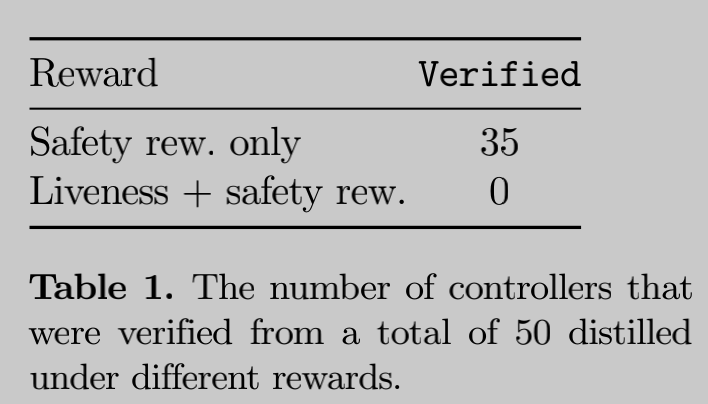 Reward Verified
Safety rew. only 35
Liveness + safety rew. 0
Table 1. The number of controllers that
were verified from a total of 50 distilled
under different rewards.